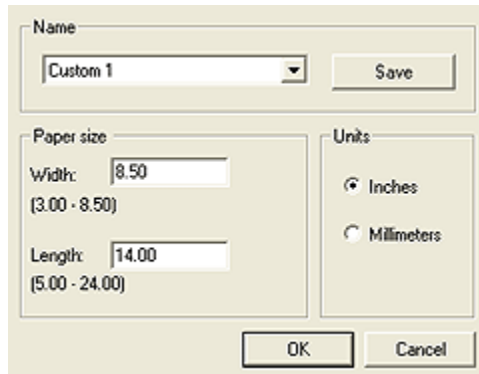 Name
Custom 1
Save
Paper size
Width: 8.50
(3.00 - 8.50)
Length: 14.00
(5.00 - 24.00)
Units
Inches
Millimeters
OK Cancel